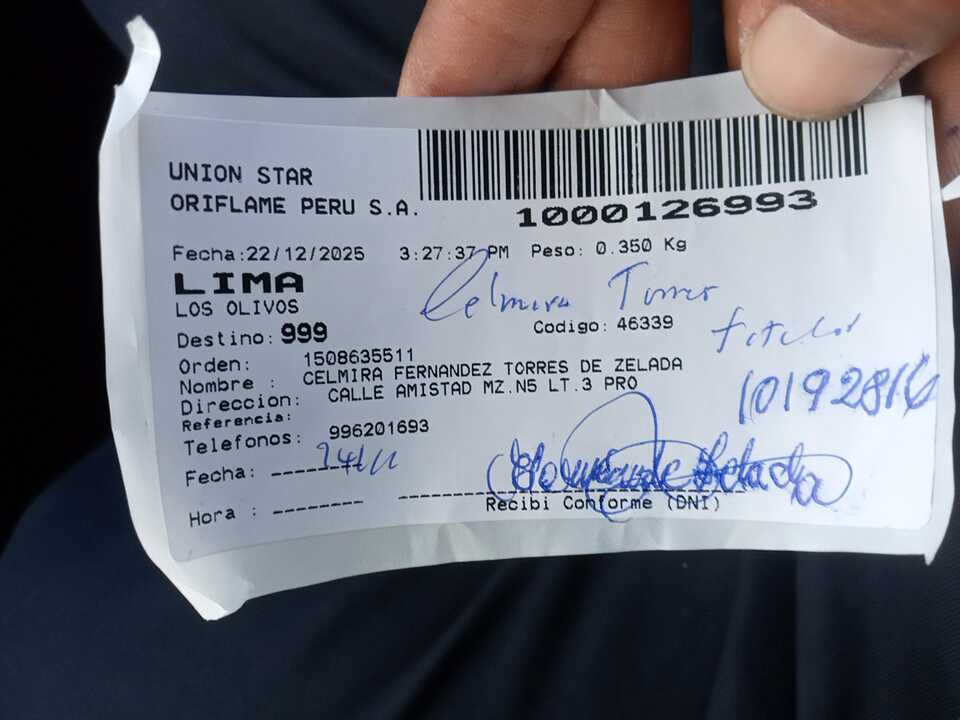 UNION STAR
ORIFLAME PERU S.A.
1000126993
Fecha:22/12/2025 3:27:37 PM Peso: 0.350 Kg
LIMA
Celmira Torres
LOS OLIVOS
Destino: 999 Codigo: 46339
Orden: 1508635511
Nombre : CELMIRA FERNANDEZ TORRES DE ZELADA
Direccion: CALLE AMISTAD MZ.N5 LT.3 PRO
Referencia:
Telefonos: 996201693
Fecha:
Hora :
Recibi Conforme (DNI)